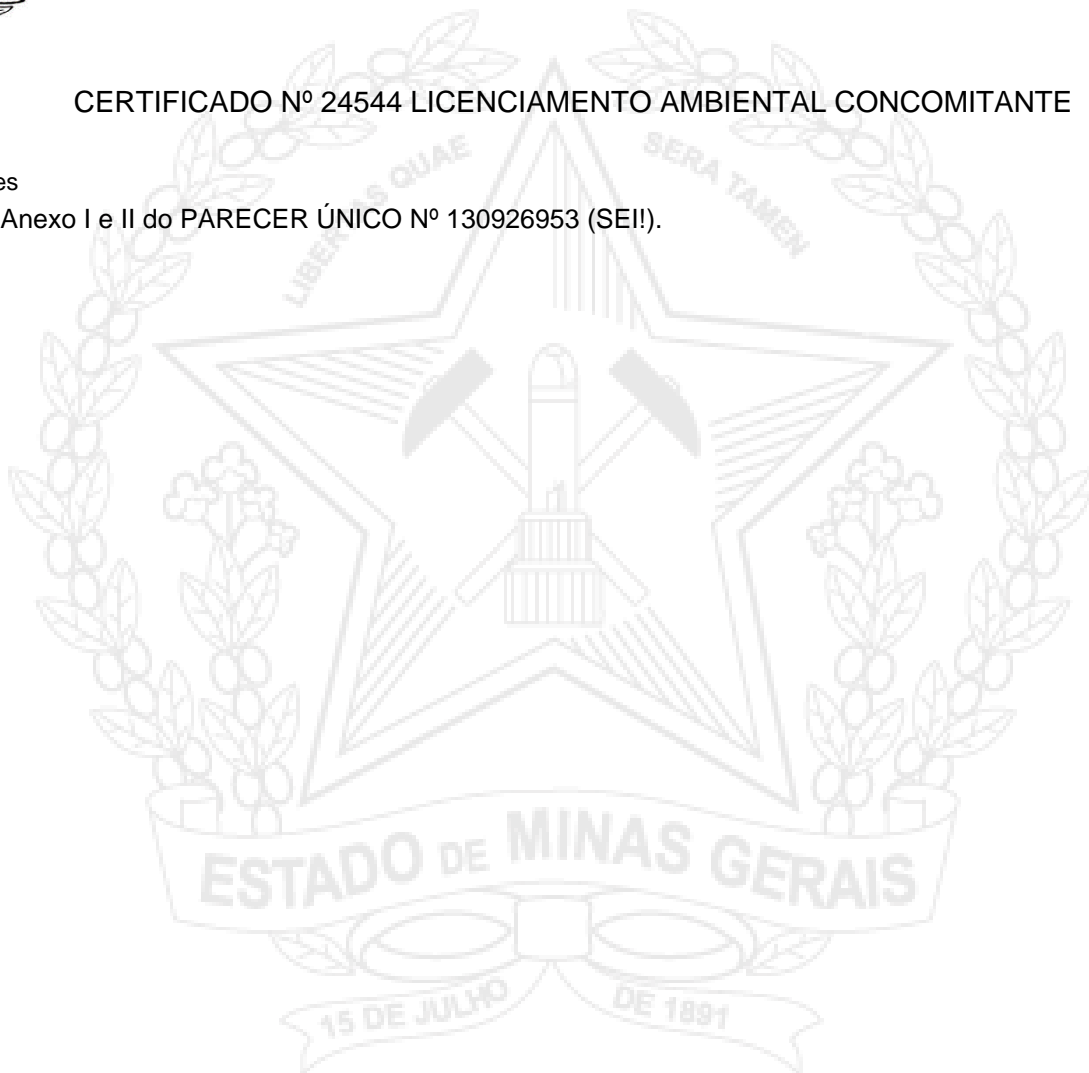 CERTIFICADO Nº 24544 LICENCIAMENTO AMBIENTAL CONCOMITANTE
es
Anexo I e II do PARECER ÚNICO Nº 130926953 (SEI!).
LIBERTAS QUAE SERA TAMEN
ESTADO DE MINAS GERAIS
15 DE JULHO DE 1891